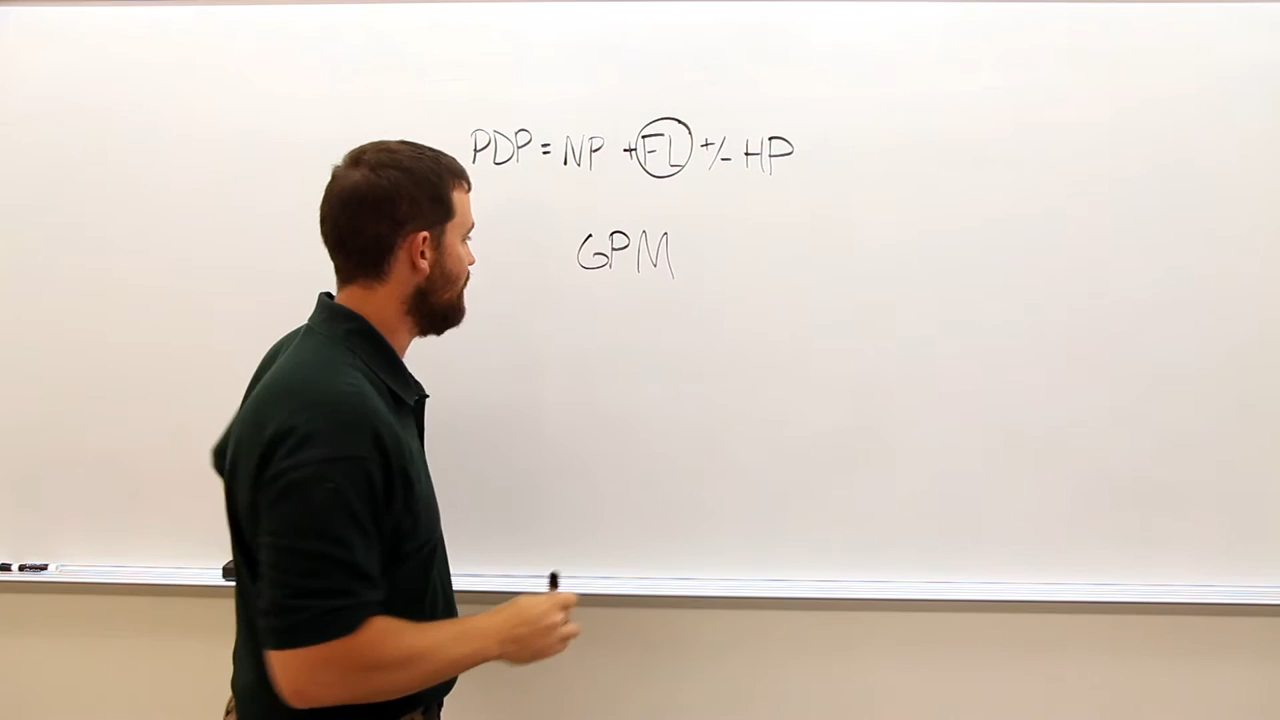 PDP = NP + FL +/- HP
GPM